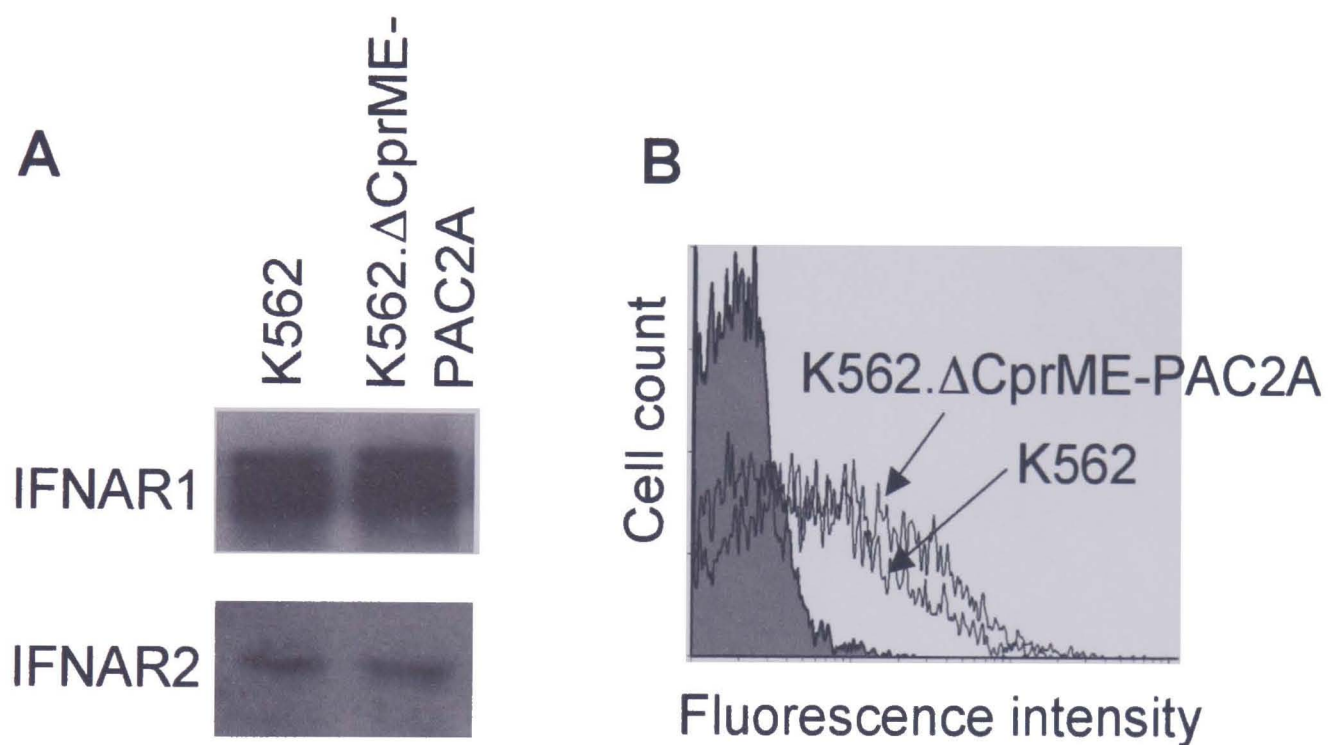 A
K562
K562.ΔCprME-
PAC2A
IFNAR1
IFNAR2
B
Cell count
K562.ΔCprME-PAC2A
K562
Fluorescence intensity